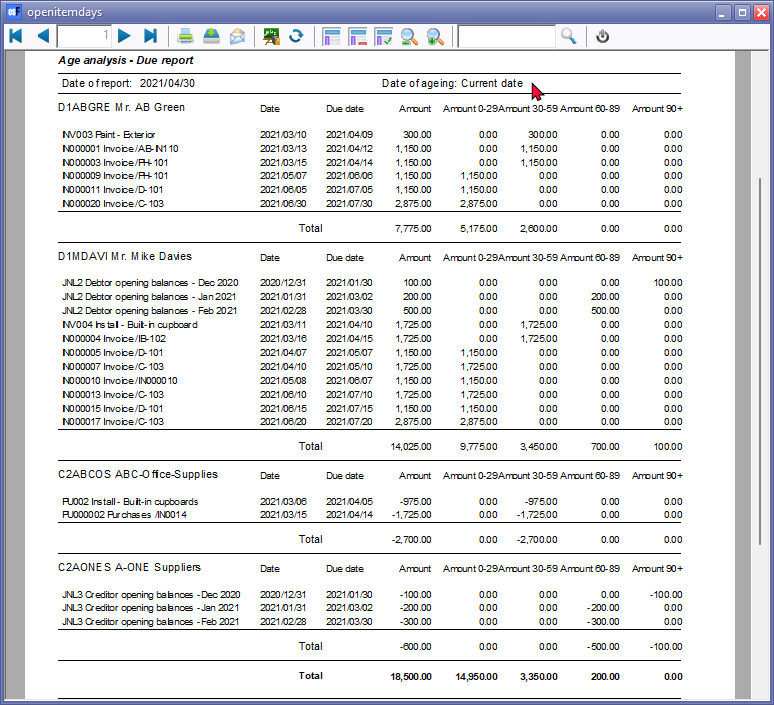 openitemdays
1
Age analysis - Due report
Date of report: 2021/04/30 Date of ageing: Current date
D1ABGRE Mr. AB Green Date Due date Amount Amount 0-29 Amount 30-59 Amount 60-89 Amount 90+
INV003 Paint - Exterior 2021/03/10 2021/04/09 300.00 0.00 300.00 0.00 0.00
IN000001 Invoice /AB-IN110 2021/03/13 2021/04/12 1,150.00 0.00 1,150.00 0.00 0.00
IN000003 Invoice /FH-101 2021/03/15 2021/04/14 1,150.00 0.00 1,150.00 0.00 0.00
IN000009 Invoice /FH-101 2021/05/07 2021/06/06 1,150.00 1,150.00 0.00 0.00 0.00
IN000011 Invoice /D-101 2021/06/05 2021/07/05 1,150.00 1,150.00 0.00 0.00 0.00
IN000020 Invoice /C-103 2021/06/30 2021/07/30 2,875.00 2,875.00 0.00 0.00 0.00
Total 7,775.00 5,175.00 2,600.00 0.00 0.00
D1MDAVI Mr. Mike Davies Date Due date Amount Amount 0-29 Amount 30-59 Amount 60-89 Amount 90+
JNL2 Debtor opening balances - Dec 2020 2020/12/31 2021/01/30 100.00 0.00 0.00 0.00 100.00
JNL2 Debtor opening balances - Jan 2021 2021/01/31 2021/03/02 200.00 0.00 0.00 200.00 0.00
JNL2 Debtor opening balances - Feb 2021 2021/02/28 2021/03/30 500.00 0.00 0.00 500.00 0.00
INV004 Install - Built-in cupboard 2021/03/11 2021/04/10 1,725.00 0.00 1,725.00 0.00 0.00
IN000004 Invoice /IB-102 2021/03/16 2021/04/15 1,725.00 0.00 1,725.00 0.00 0.00
IN000005 Invoice /D-101 2021/04/07 2021/05/07 1,150.00 1,150.00 0.00 0.00 0.00
IN000007 Invoice /C-103 2021/04/10 2021/05/10 1,725.00 1,725.00 0.00 0.00 0.00
IN000010 Invoice /IN000010 2021/05/08 2021/06/07 1,150.00 1,150.00 0.00 0.00 0.00
IN000013 Invoice /C-103 2021/06/10 2021/07/10 1,725.00 1,725.00 0.00 0.00 0.00
IN000015 Invoice /D-101 2021/06/15 2021/07/15 1,150.00 1,150.00 0.00 0.00 0.00
IN000017 Invoice /C-103 2021/06/20 2021/07/20 2,875.00 2,875.00 0.00 0.00 0.00
Total 14,025.00 9,775.00 3,450.00 700.00 100.00
C2ABCOS ABC-Office-Supplies Date Due date Amount Amount 0-29 Amount 30-59 Amount 60-89 Amount 90+
PU002 Install - Built-in cupboards 2021/03/06 2021/04/05 -975.00 0.00 -975.00 0.00 0.00
PU000002 Purchases /IN0014 2021/03/15 2021/04/14 -1,725.00 0.00 -1,725.00 0.00 0.00
Total -2,700.00 0.00 -2,700.00 0.00 0.00
C2AONES A-ONE Suppliers Date Due date Amount Amount 0-29 Amount 30-59 Amount 60-89 Amount 90+
JNL3 Creditor opening balances - Dec 2020 2020/12/31 2021/01/30 -100.00 0.00 0.00 0.00 -100.00
JNL3 Creditor opening balances - Jan 2021 2021/01/31 2021/03/02 -200.00 0.00 0.00 -200.00 0.00
JNL3 Creditor opening balances - Feb 2021 2021/02/28 2021/03/30 -300.00 0.00 0.00 -300.00 0.00
Total -600.00 0.00 0.00 -500.00 -100.00
Total 18,500.00 14,950.00 3,350.00 200.00 0.00